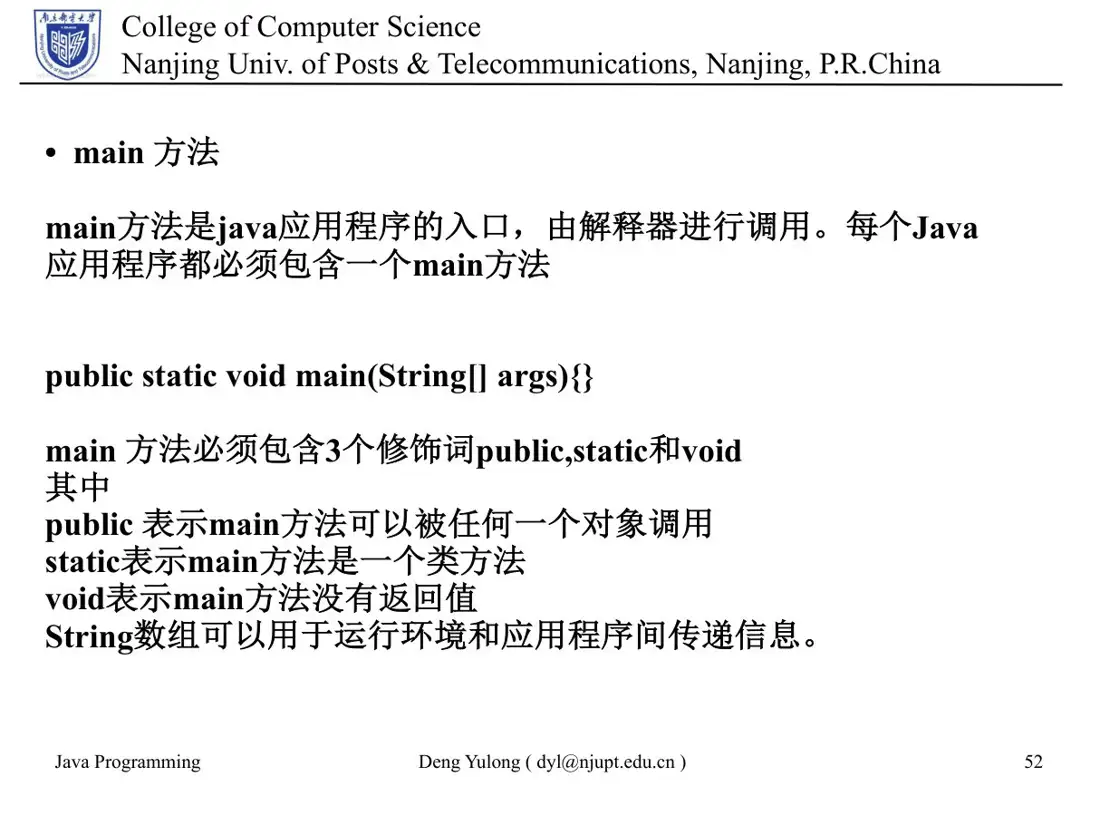 College of Computer Science
Nanjing Univ. of Posts & Telecommunications, Nanjing, P.R.China
• main 方法
main方法是java应用程序的入口，由解释器进行调用。每个Java
应用程序都必须包含一个main方法
public static void main(String[] args){}
main 方法必须包含3个修饰词public,static和void
其中
public 表示main方法可以被任何一个对象调用
static表示main方法是一个类方法
void表示main方法没有返回值
String数组可以用于运行环境和应用程序间传递信息。
Java Programming
Deng Yulong ( dyl@njupt.edu.cn )
52